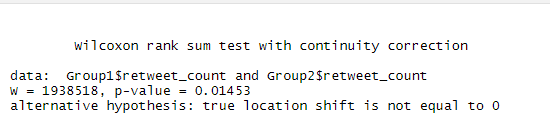 Wilcoxon rank sum test with continuity correction
data:  Group1$retweet_count and Group2$retweet_count
W = 1938518, p-value = 0.01453
alternative hypothesis: true location shift is not equal to 0